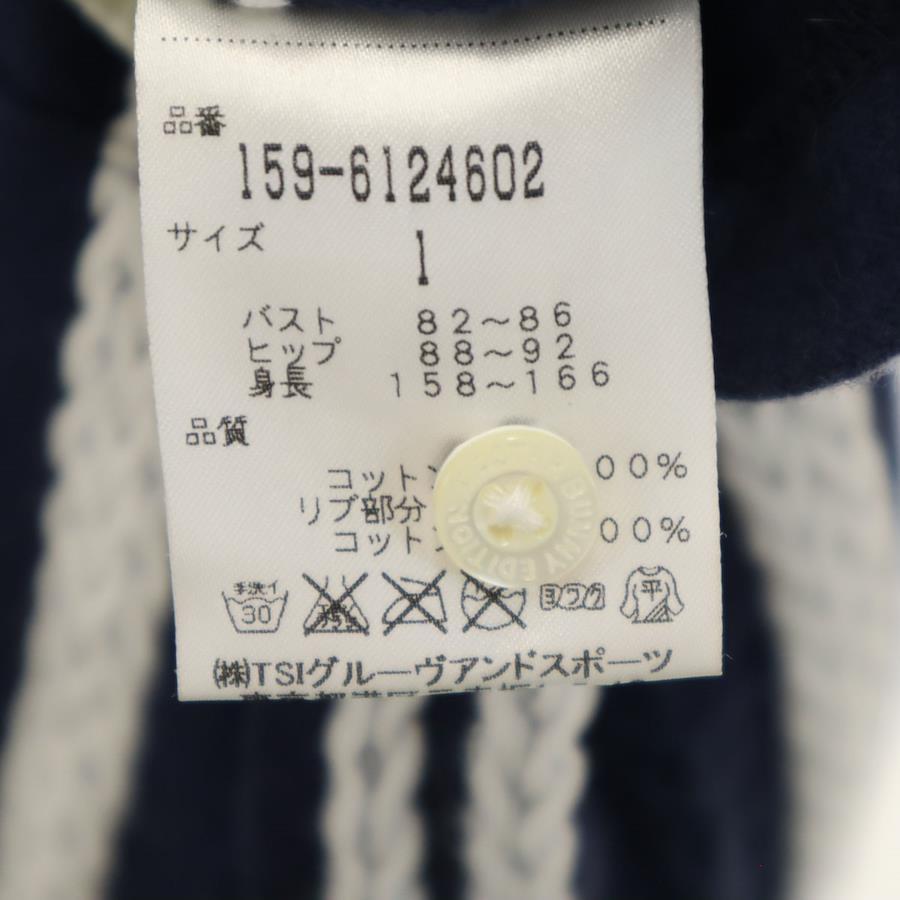 品番
159-6124602
サイズ
1
バスト 82～86
ヒップ 88～92
身長 158～166
品質
コットン 00%
リブ部分
コットン 00%
BUNNY EDITION
手洗イ
30
ヨワク
平
㈱TSIグルーヴアンドスポーツ